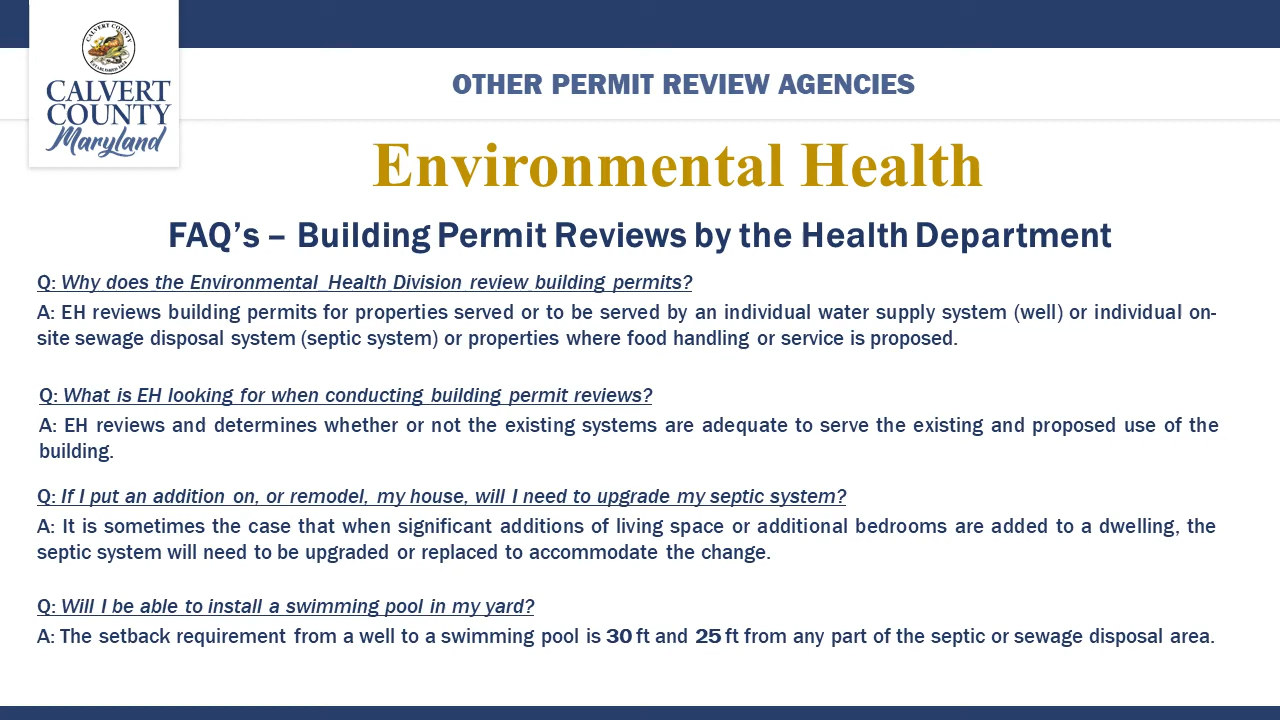 CALVERT COUNTY
ESTABLISHED 1654
CALVERT
COUNTY
Maryland
OTHER PERMIT REVIEW AGENCIES
Environmental Health
FAQ’s – Building Permit Reviews by the Health Department
Q: Why does the Environmental Health Division review building permits?
A: EH reviews building permits for properties served or to be served by an individual water supply system (well) or individual on-
site sewage disposal system (septic system) or properties where food handling or service is proposed.
Q: What is EH looking for when conducting building permit reviews?
A: EH reviews and determines whether or not the existing systems are adequate to serve the existing and proposed use of the
building.
Q: If I put an addition on, or remodel, my house, will I need to upgrade my septic system?
A: It is sometimes the case that when significant additions of living space or additional bedrooms are added to a dwelling, the
septic system will need to be upgraded or replaced to accommodate the change.
Q: Will I be able to install a swimming pool in my yard?
A: The setback requirement from a well to a swimming pool is 30 ft and 25 ft from any part of the septic or sewage disposal area.